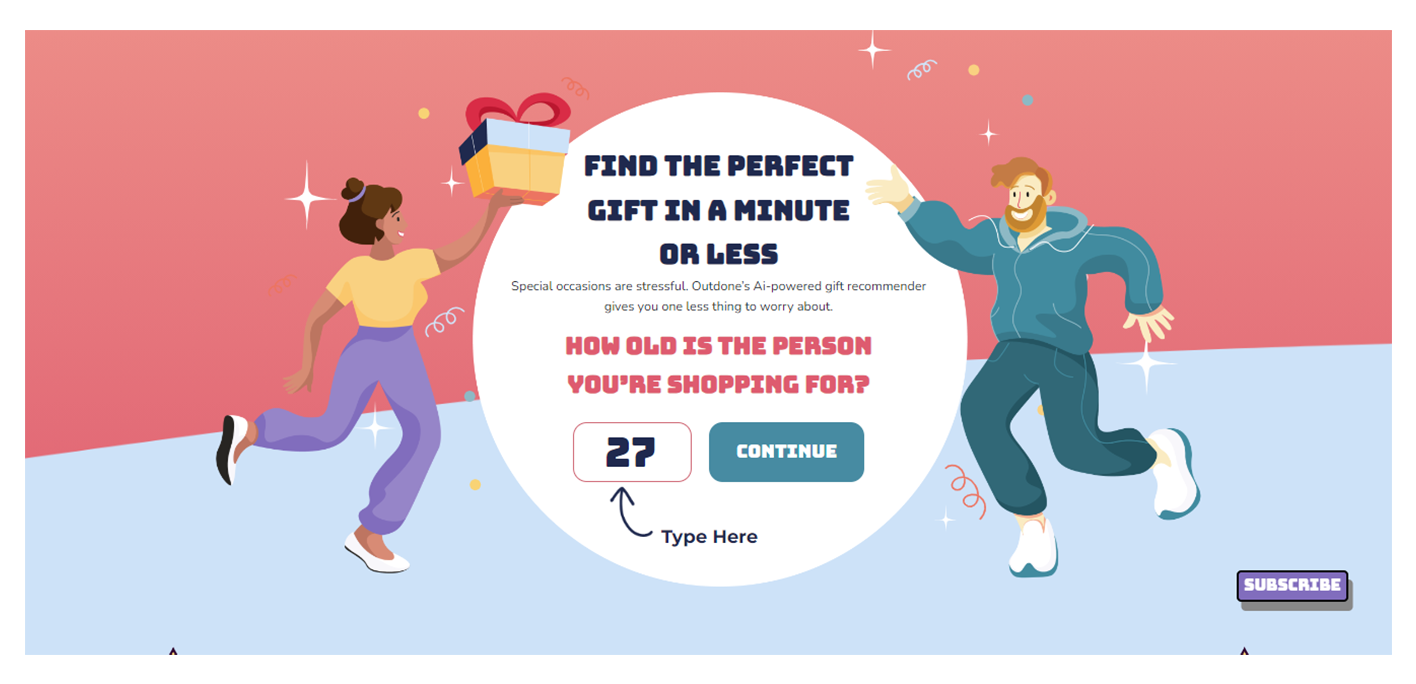 FIND THE PERFECT
GIFT IN A MINUTE
OR LESS
Special occasions are stressful. Outdone's Ai-powered gift recommender
gives you one less thing to worry about.
HOW OLD IS THE PERSON
YOU'RE SHOPPING FOR?
27
CONTINUE
Type Here
SUBSCRIBE